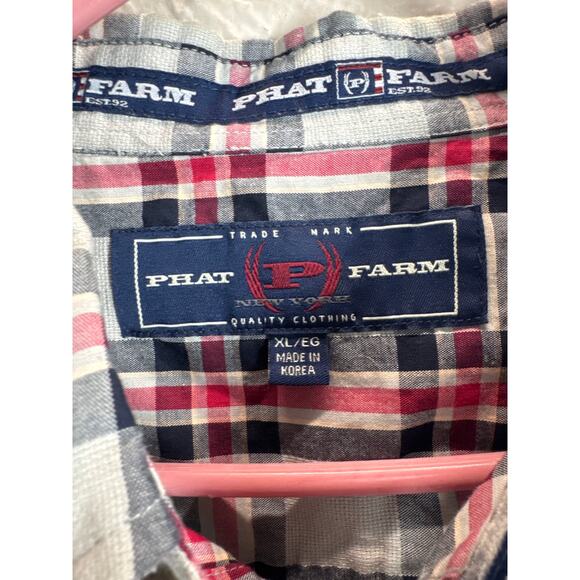 FARM PHAT P FARM
EST.92 EST.92
TRADE MARK
PHAT P FARM
NEW YORK
QUALITY CLOTHING
XL/EG
MADE IN
KOREA